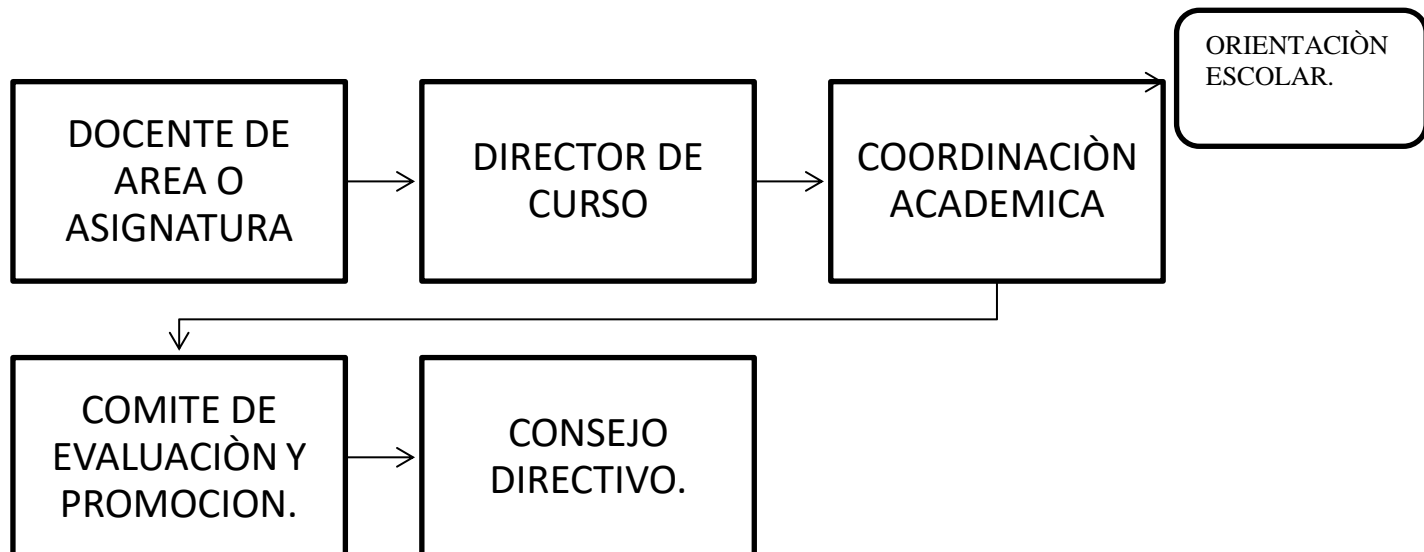 ORIENTACIÒN
ESCOLAR.
DOCENTE DE
AREA O
ASIGNATURA
DIRECTOR DE
CURSO
COORDINACIÒN
ACADEMICA
COMITE DE
EVALUACIÒN Y
PROMOCION.
CONSEJO
DIRECTIVO.